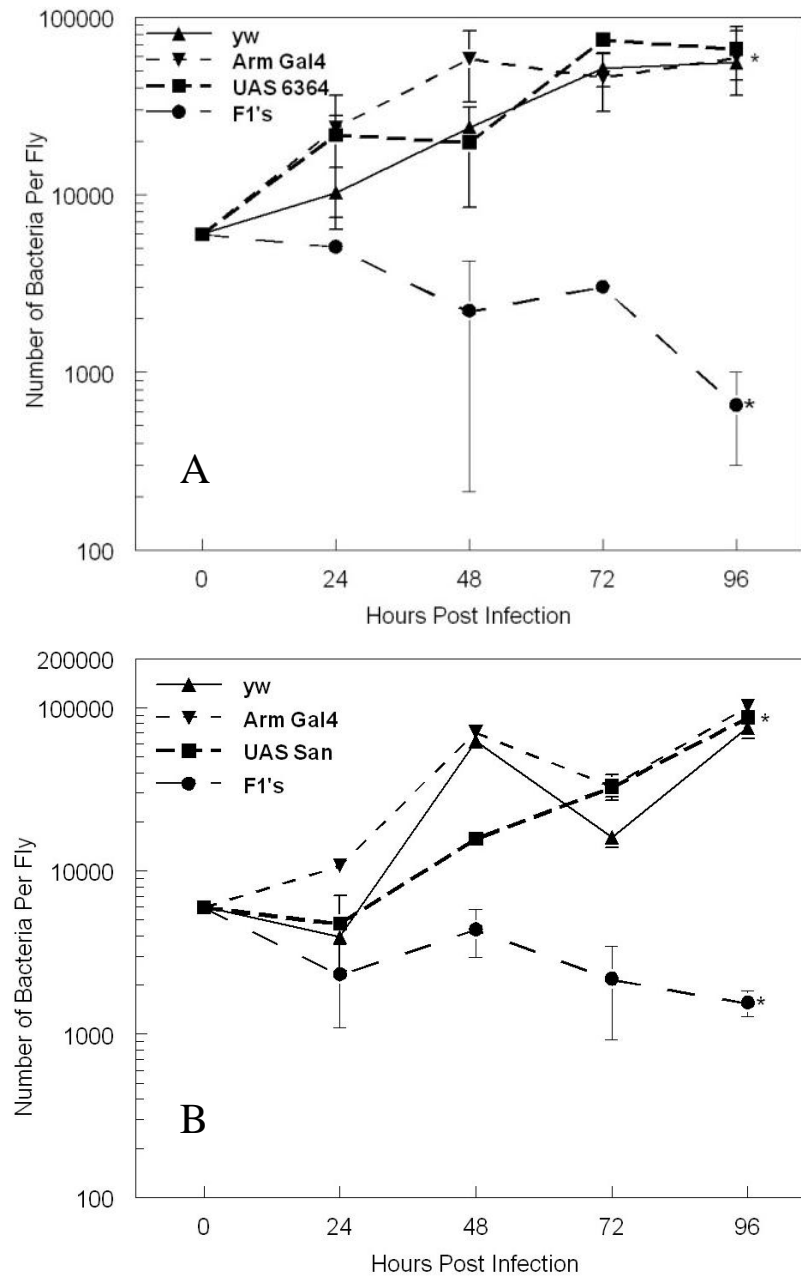 100000
yw
Arm Gal4
UAS 6364
F1's
*
10000
Number of Bacteria Per Fly
1000
*
A
100
0 24 48 72 96
Hours Post Infection
200000
100000
yw
Arm Gal4
UAS San
F1's
*
10000
Number of Bacteria Per Fly
1000
*
B
100
0 24 48 72 96
Hours Post Infection